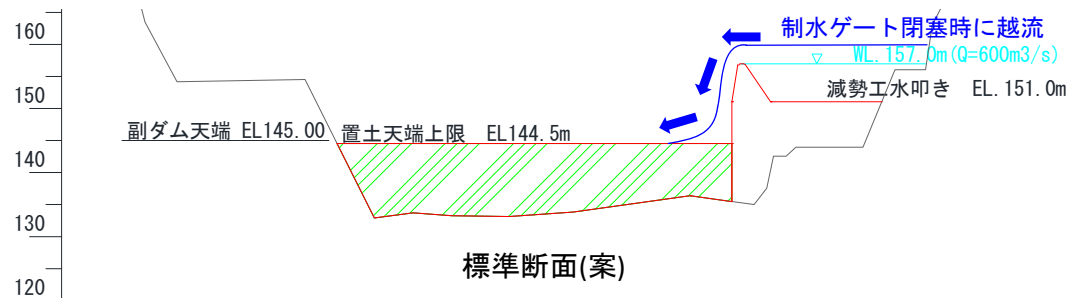 160
制水ゲート閉塞時に越流
WL.157.0m(Q=600m3/s)
150
減勢工水叩き EL.151.0m
副ダム天端 EL145.00
置土天端上限 EL144.5m
140
130
標準断面(案)
120